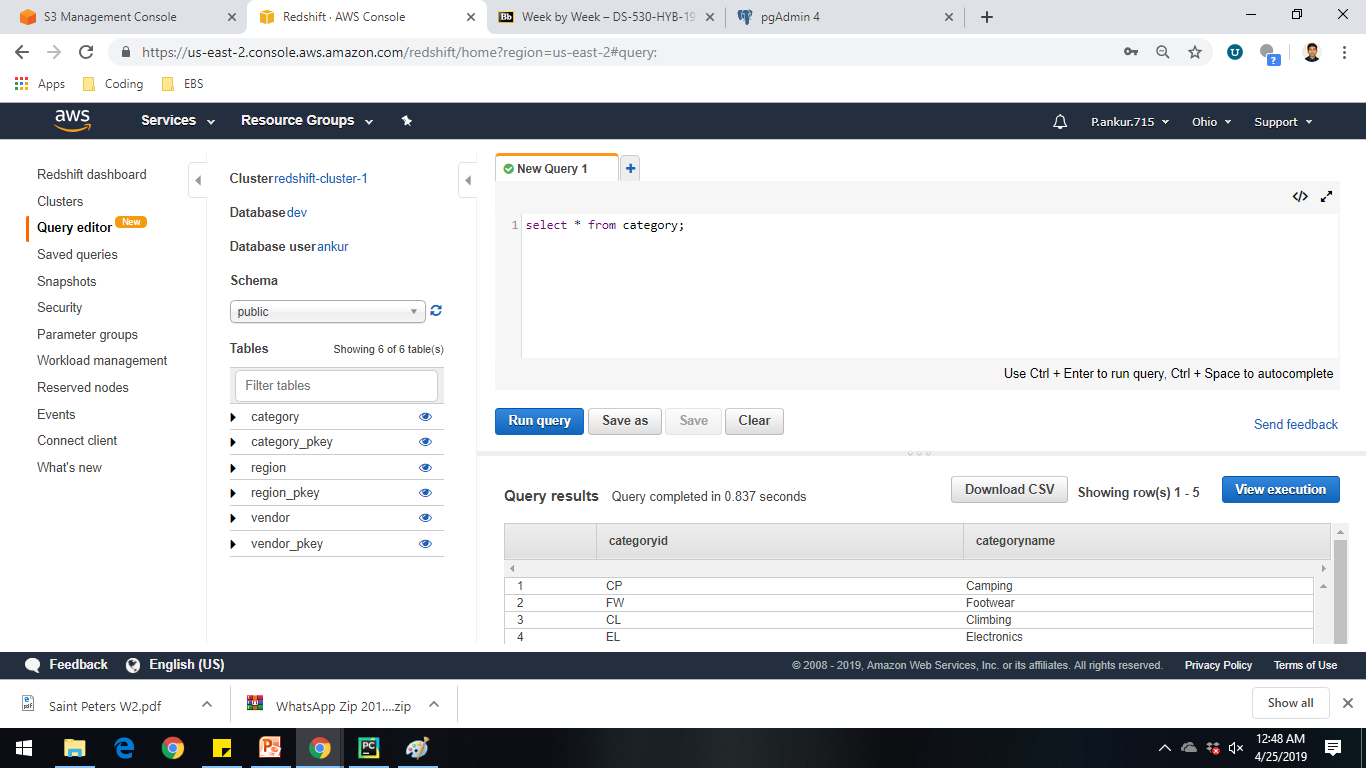 S3 Management Console
Redshift · AWS Console
Bb Week by Week – DS-530-HYB-19
pgAdmin 4
https://us-east-2.console.aws.amazon.com/redshift/home?region=us-east-2#query:
Apps Coding EBS
aws Services Resource Groups P.ankur.715 Ohio Support
Redshift dashboard
Clusters
Query editor New
Saved queries
Snapshots
Security
Parameter groups
Workload management
Reserved nodes
Events
Connect client
What's new
Clusterredshift-cluster-1
Databasedev
Database userankur
Schema
public
Tables Showing 6 of 6 table(s)
Filter tables
category
category_pkey
region
region_pkey
vendor
vendor_pkey
New Query 1 +
1 select * from category;
Use Ctrl + Enter to run query, Ctrl + Space to autocomplete
Run query Save as Save Clear
Send feedback
Query results Query completed in 0.837 seconds Download CSV Showing row(s) 1 - 5 View execution
categoryid categoryname
1 CP Camping
2 FW Footwear
3 CL Climbing
4 EL Electronics
Feedback English (US) © 2008 - 2019, Amazon Web Services, Inc. or its affiliates. All rights reserved. Privacy Policy Terms of Use
Saint Peters W2.pdf WhatsApp Zip 201....zip Show all
12:48 AM
4/25/2019